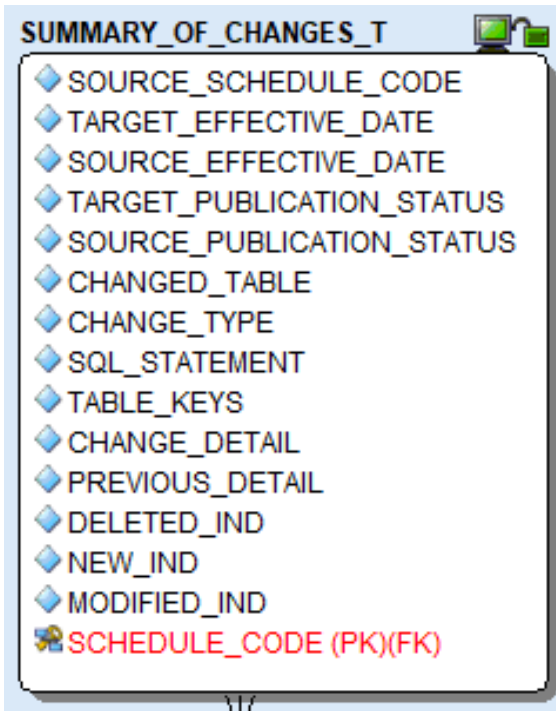 SUMMARY_OF_CHANGES_T
SOURCE_SCHEDULE_CODE
TARGET_EFFECTIVE_DATE
SOURCE_EFFECTIVE_DATE
TARGET_PUBLICATION_STATUS
SOURCE_PUBLICATION_STATUS
CHANGED_TABLE
CHANGE_TYPE
SQL_STATEMENT
TABLE_KEYS
CHANGE_DETAIL
PREVIOUS_DETAIL
DELETED_IND
NEW_IND
MODIFIED_IND
SCHEDULE_CODE (PK)(FK)